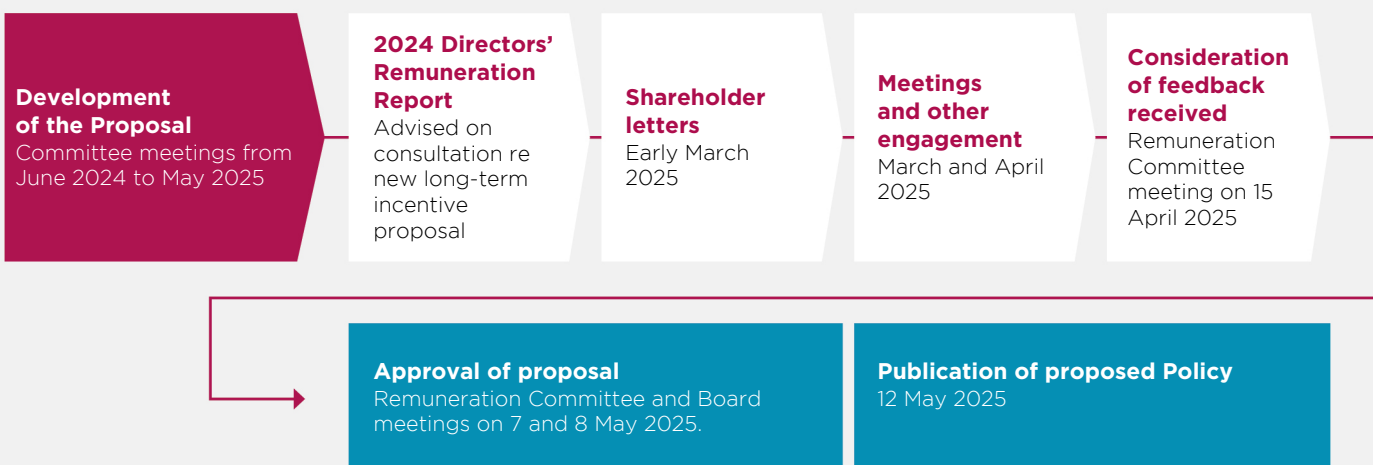 Development
of the Proposal
Committee meetings from
June 2024 to May 2025
2024 Directors’
Remuneration
Report
Advised on
consultation re
new long-term
incentive
proposal
Shareholder
letters
Early March
2025
Meetings
and other
engagement
March and April
2025
Consideration
of feedback
received
Remuneration
Committee
meeting on 15
April 2025
Approval of proposal
Remuneration Committee and Board
meetings on 7 and 8 May 2025.
Publication of proposed Policy
12 May 2025